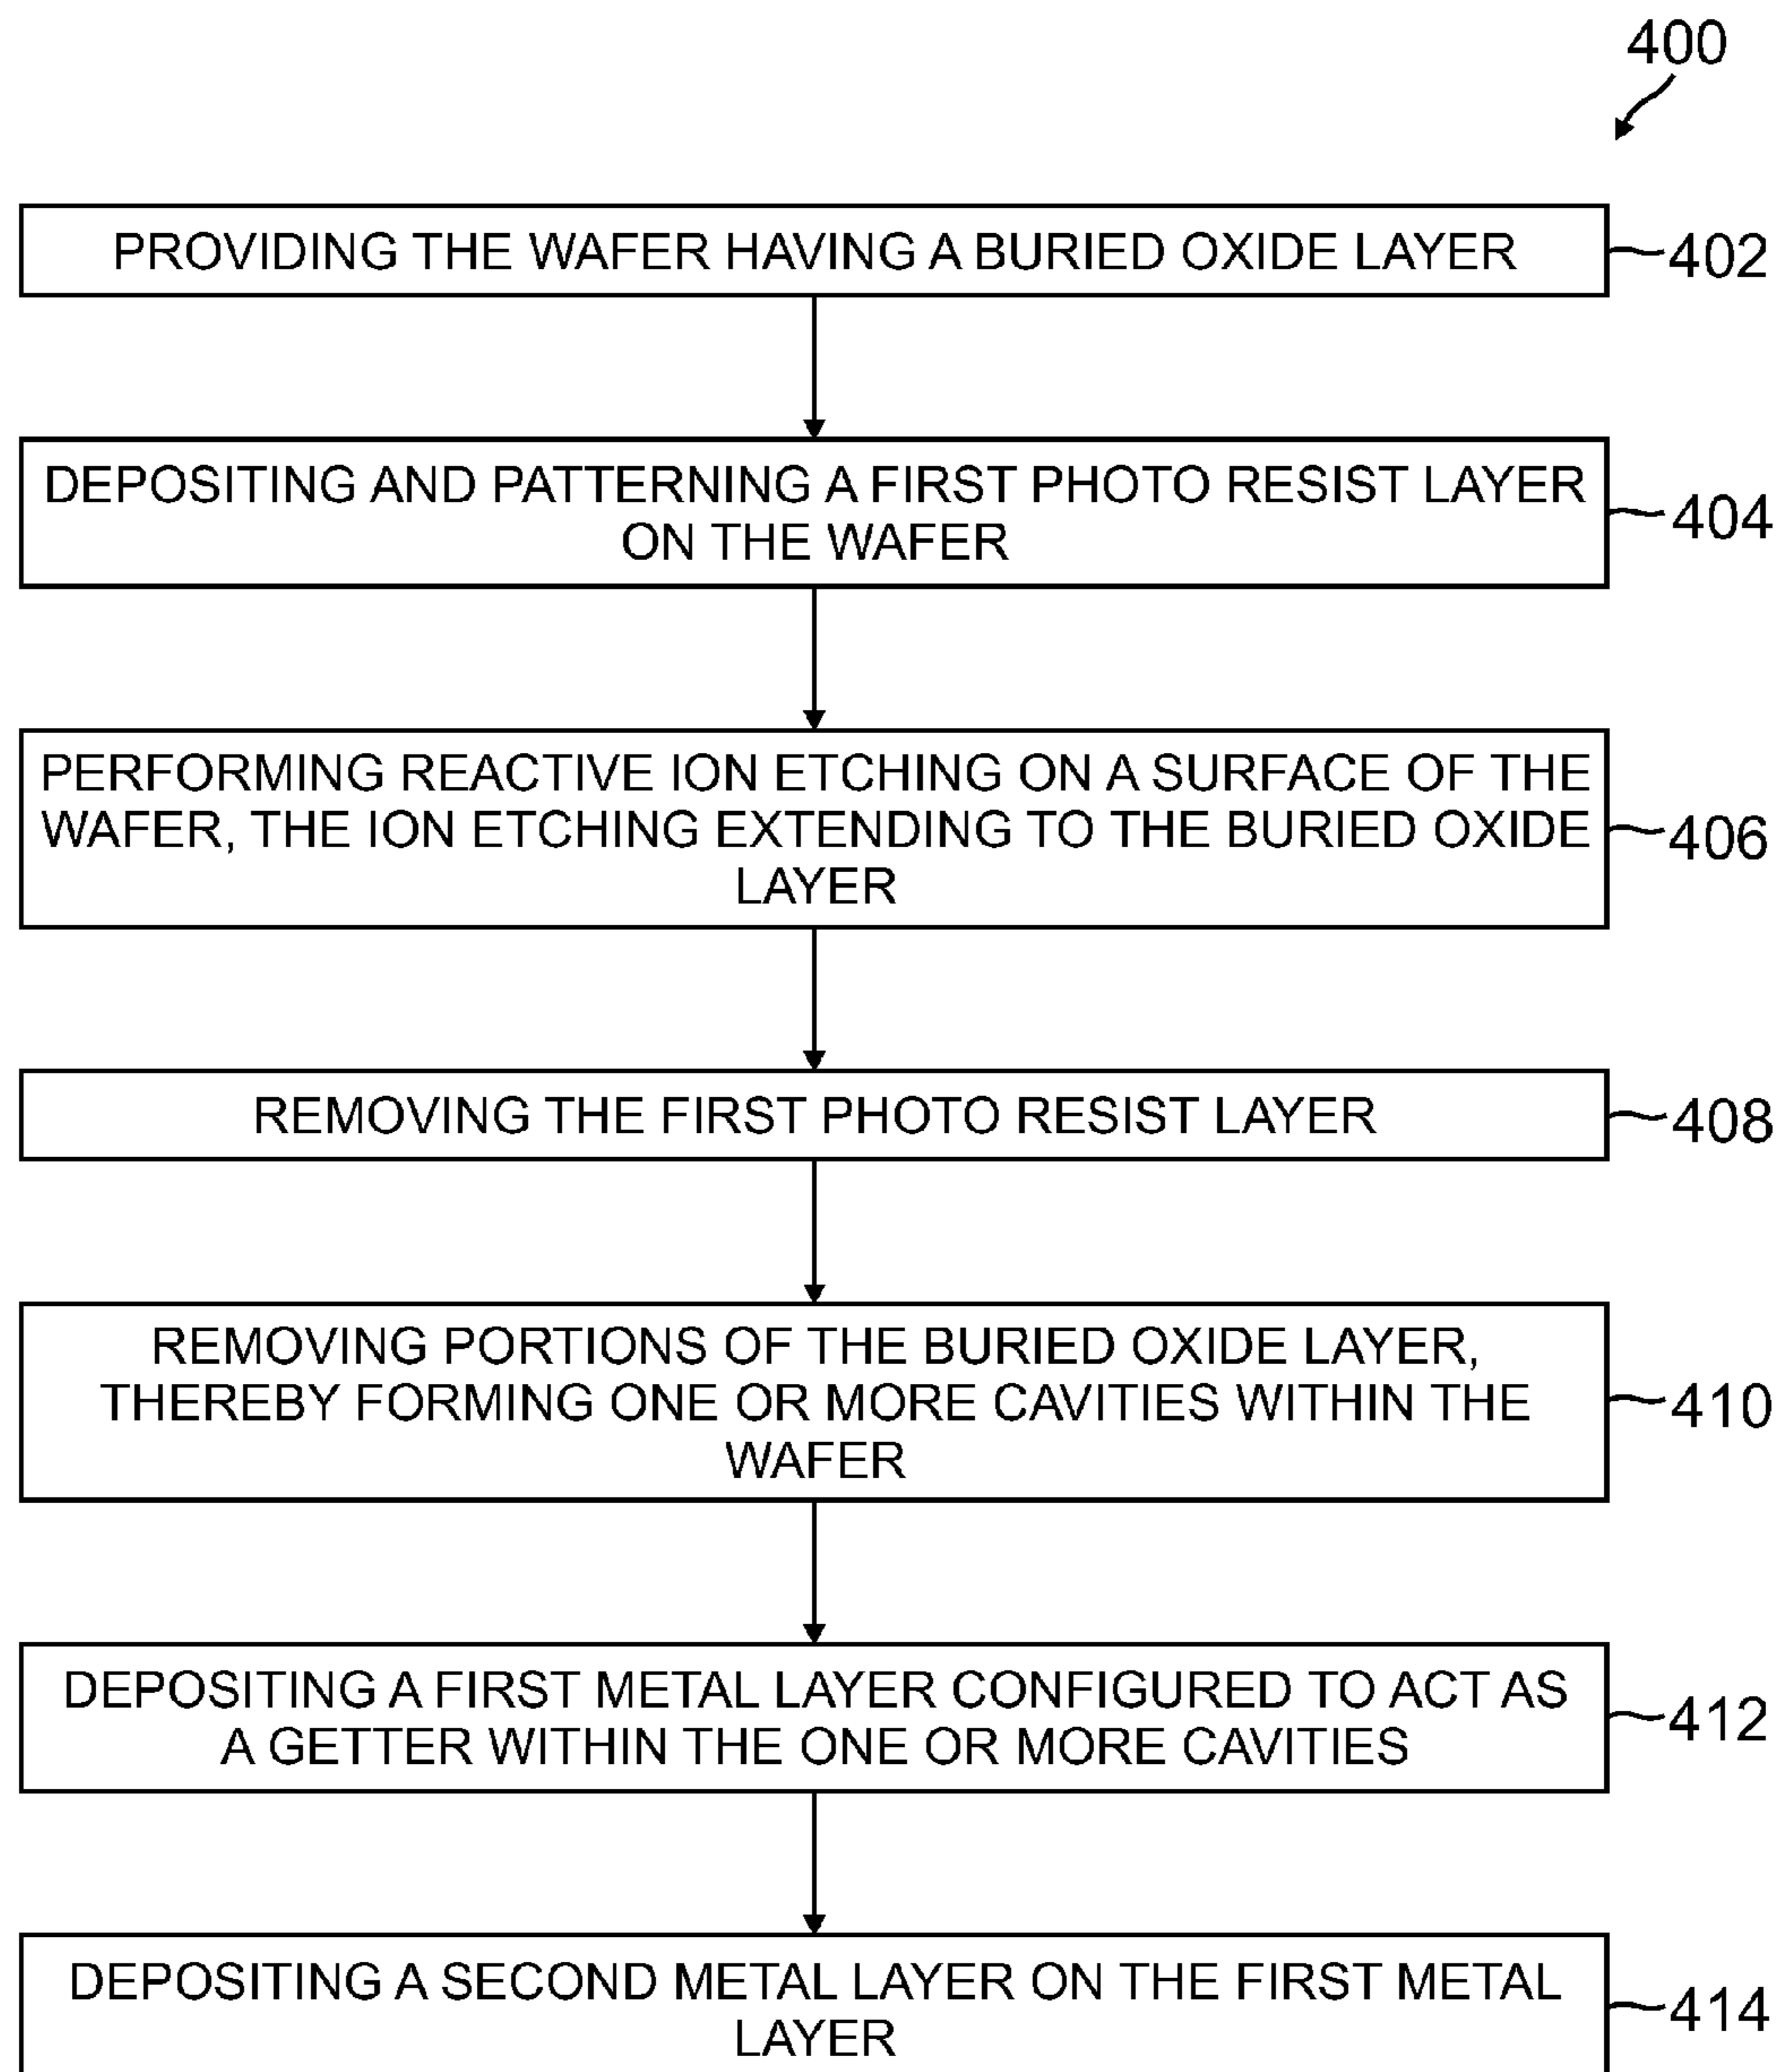 400
PROVIDING THE WAFER HAVING A BURIED OXIDE LAYER
402
DEPOSITING AND PATTERNING A FIRST PHOTO RESIST LAYER
ON THE WAFER
404
PERFORMING REACTIVE ION ETCHING ON A SURFACE OF THE
WAFER, THE ION ETCHING EXTENDING TO THE BURIED OXIDE
LAYER
406
REMOVING THE FIRST PHOTO RESIST LAYER
408
REMOVING PORTIONS OF THE BURIED OXIDE LAYER,
THEREBY FORMING ONE OR MORE CAVITIES WITHIN THE
WAFER
410
DEPOSITING A FIRST METAL LAYER CONFIGURED TO ACT AS
A GETTER WITHIN THE ONE OR MORE CAVITIES
412
DEPOSITING A SECOND METAL LAYER ON THE FIRST METAL
LAYER
414